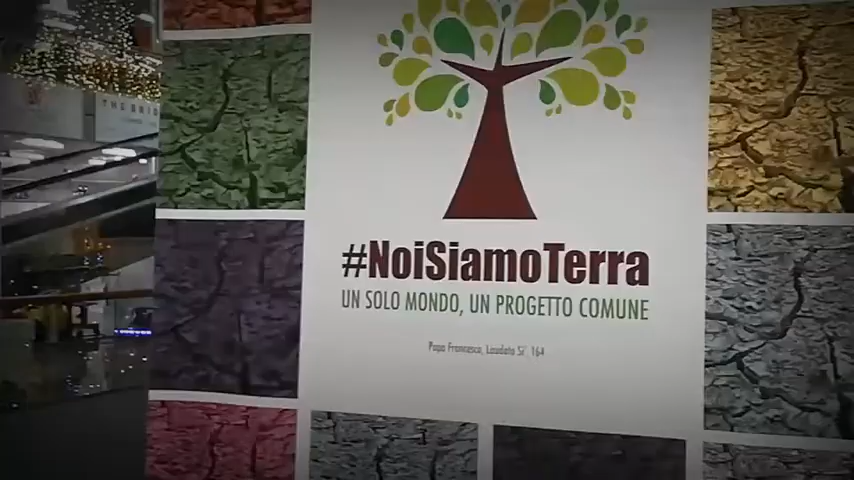 #NoiSiamoTerra
UN SOLO MONDO, UN PROGETTO COMUNE
Papa Francesco, Laudato Si', 164